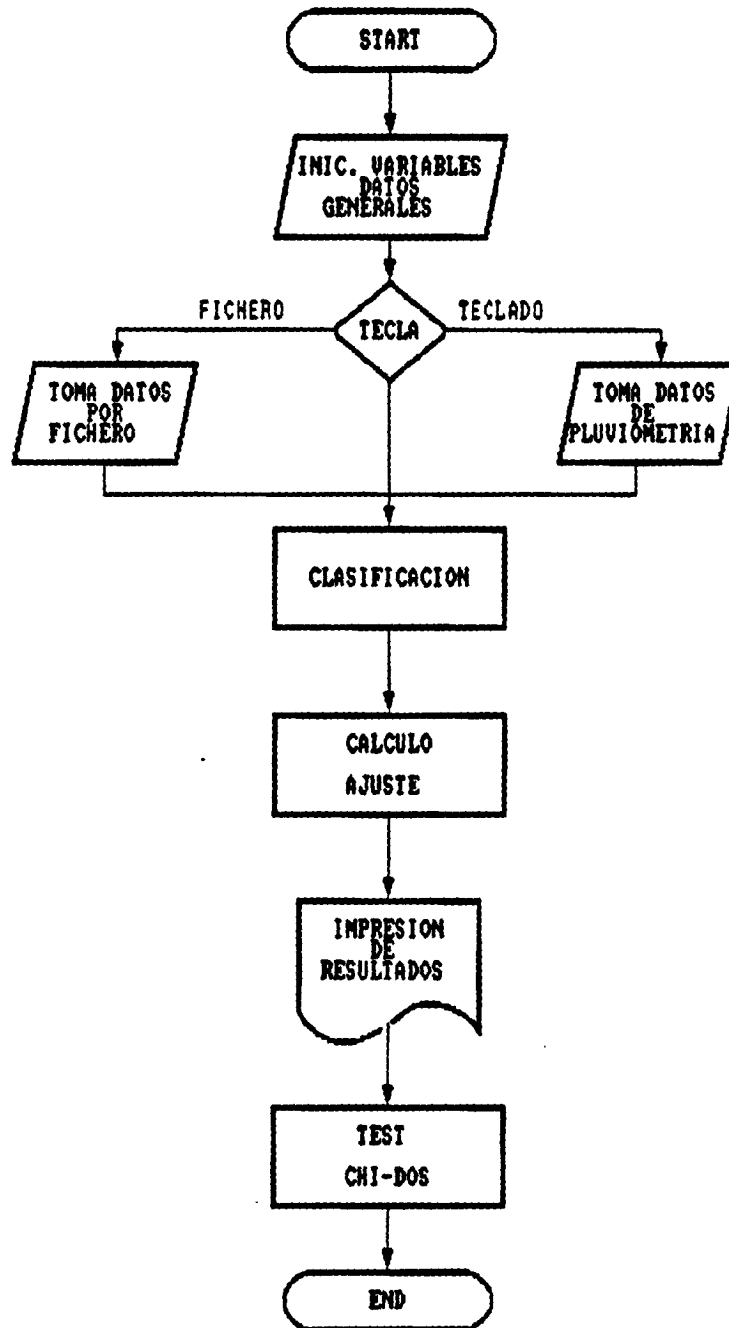 START
INIC. VARIABLES
DATOS
GENERALES
FICHERO
TECLADO
TECLA
TOMA DATOS
POR
FICHERO
TOMA DATOS
DE
PLUVIOMETRIA
CLASIFICACION
CALCULO
AJUSTE
IMPRESION
DE
RESULTADOS
TEST
CHI-DOS
END